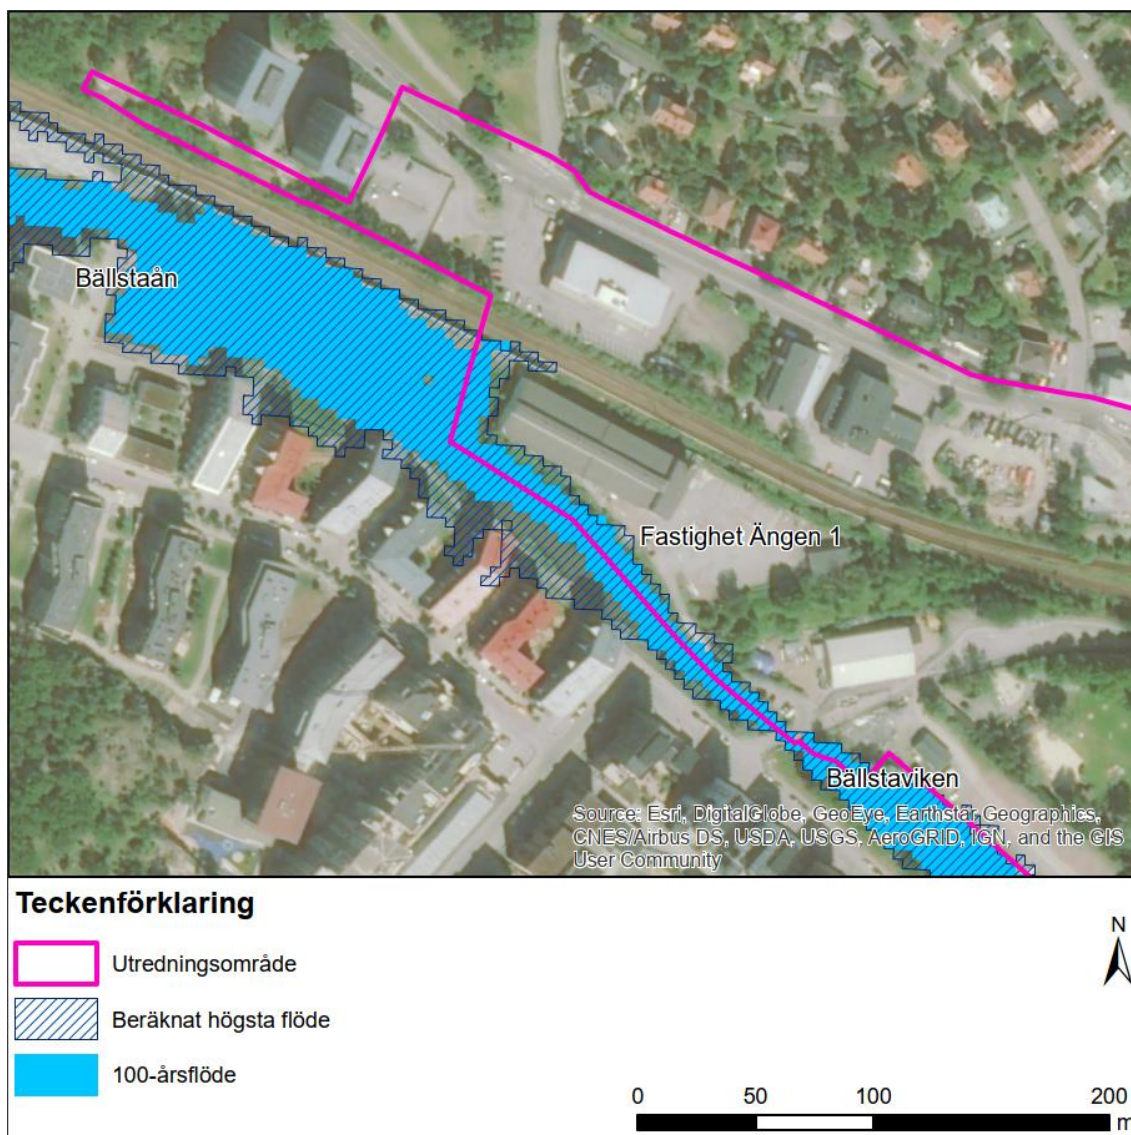 Bällstaån
Fastighet Ängen 1
Bällstaviken
Source: Esri, DigitalGlobe, GeoEye, Earthstar Geographics,
CNES/Airbus DS, USDA, USGS, AeroGRID, IGN, and the GIS
User Community
Teckenförklaring
Utredningsområde
Beräknat högsta flöde
100-årsflöde
N
0 50 100 200
m